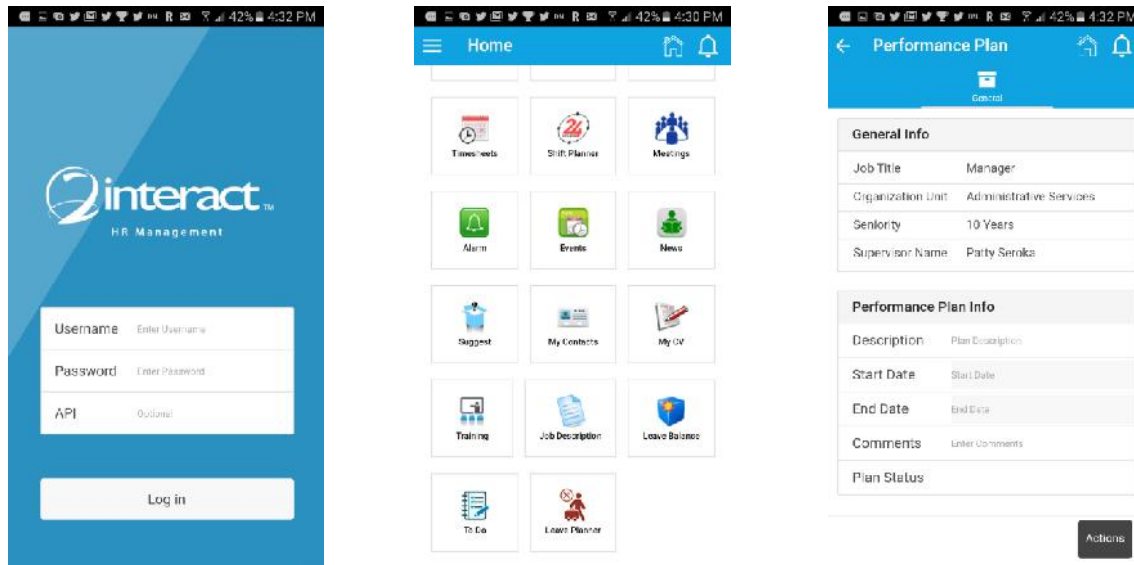 42% 4:32 PM
2interact TM
HR Management
Username Enter Username
Password Enter Password
API Optional
Log in
42% 4:30 PM
Home
Timesheets Shift Planner Meetings
Alarm Events News
Suggest My Contacts My CV
Training Job Description Leave Balance
To Do Leave Planner
R 42% 4:32 PM
Performance Plan
General
General Info
Job Title Manager
Organization Unit Administrative Services
Seniority 10 Years
Supervisor Name Patty Seroka
Performance Plan Info
Description Plan Description
Start Date Start Date
End Date End Date
Comments Enter Comments
Plan Status
Actions